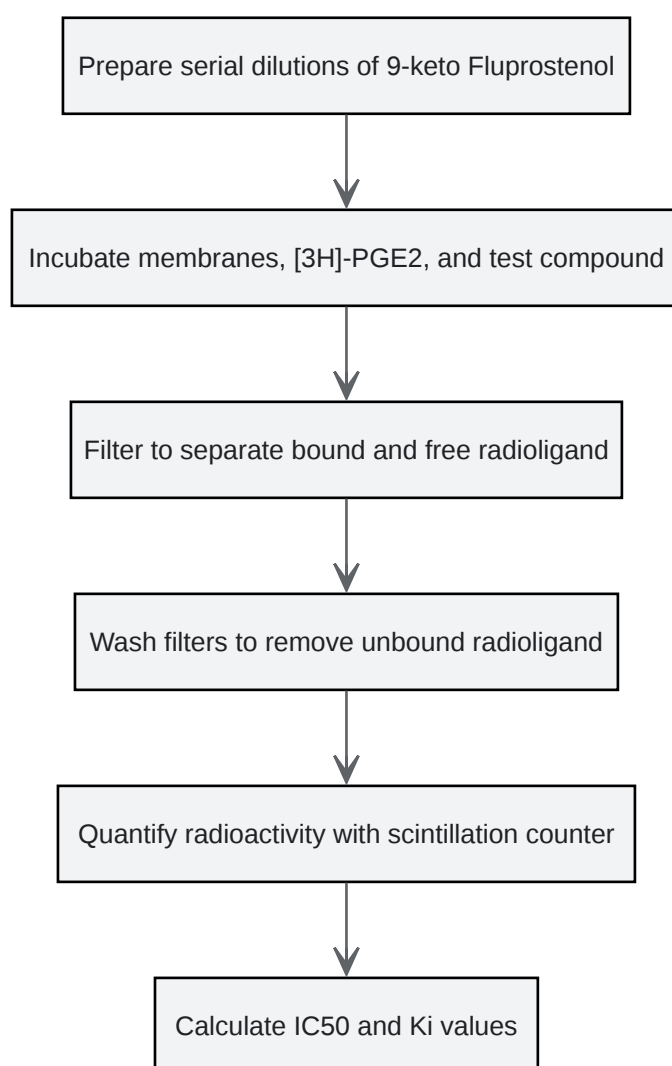 Prepare serial dilutions of 9-keto Fluprostenol
Incubate membranes, [3H]-PGE2, and test compound
Filter to separate bound and free radioligand
Wash filters to remove unbound radioligand
Quantify radioactivity with scintillation counter
Calculate IC50 and Ki values